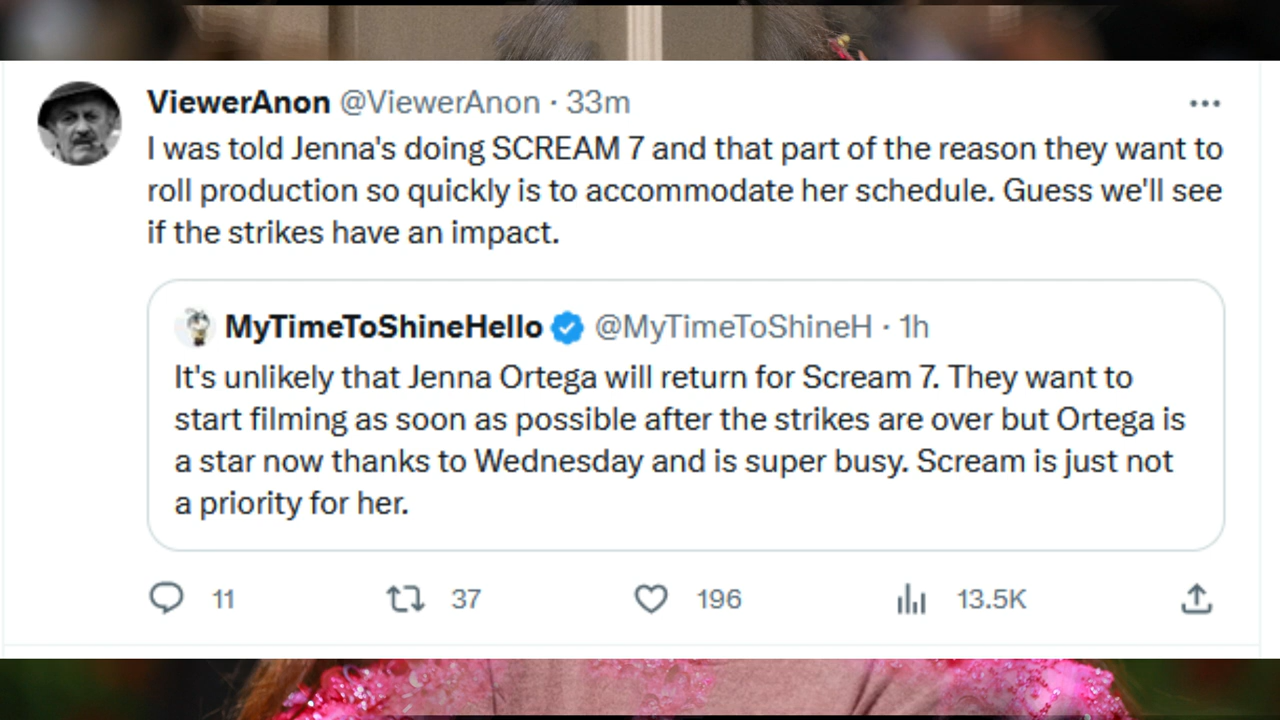 ViewerAnon @ViewerAnon · 33m
I was told Jenna's doing SCREAM 7 and that part of the reason they want to
roll production so quickly is to accommodate her schedule. Guess we'll see
if the strikes have an impact.
MyTimeToShineHello @MyTimeToShineH · 1h
It's unlikely that Jenna Ortega will return for Scream 7. They want to
start filming as soon as possible after the strikes are over but Ortega is
a star now thanks to Wednesday and is super busy. Scream is just not
a priority for her.
11 37 196 13.5K